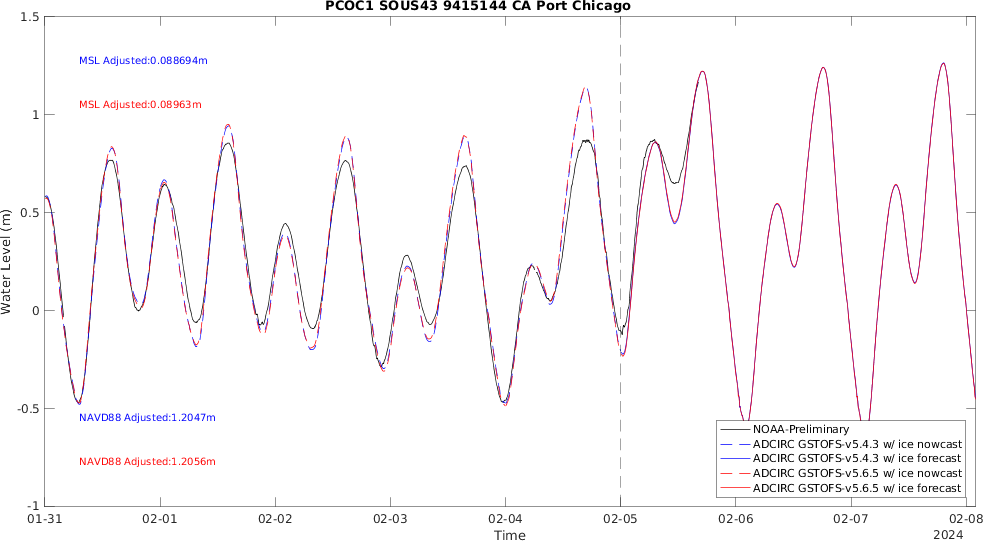 PCOC1 SOUS43 9415144 CA Port Chicago
1.5
MSL Adjusted:0.088694m
MSL Adjusted:0.08963m
1
0.5
Water Level (m)
0
-0.5
NAVD88 Adjusted:1.2047m
NAVD88 Adjusted:1.2056m
NOAA-Preliminary
ADCIRC GSTOFS-v5.4.3 w/ ice nowcast
ADCIRC GSTOFS-v5.4.3 w/ ice forecast
ADCIRC GSTOFS-v5.6.5 w/ ice nowcast
ADCIRC GSTOFS-v5.6.5 w/ ice forecast
-1
01-31 02-01 02-02 02-03 02-04 02-05 02-06 02-07 02-08
Time
2024